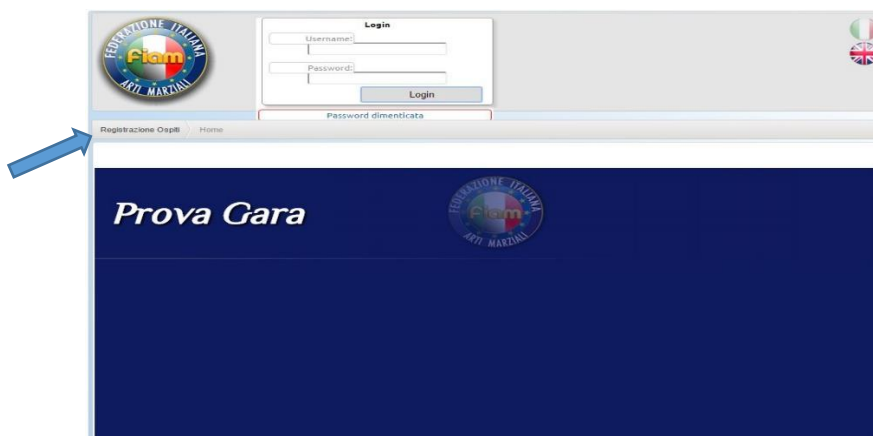 FEDERAZIONE ITALIANA
Fiam
ARTI MARZIALI
Login
Username:
Password:
Login
Password dimenticata
Registrazione Ospiti
Home
Prova Gara
FEDERAZIONE ITALIANA
Fiam
ARTI MARZIALI